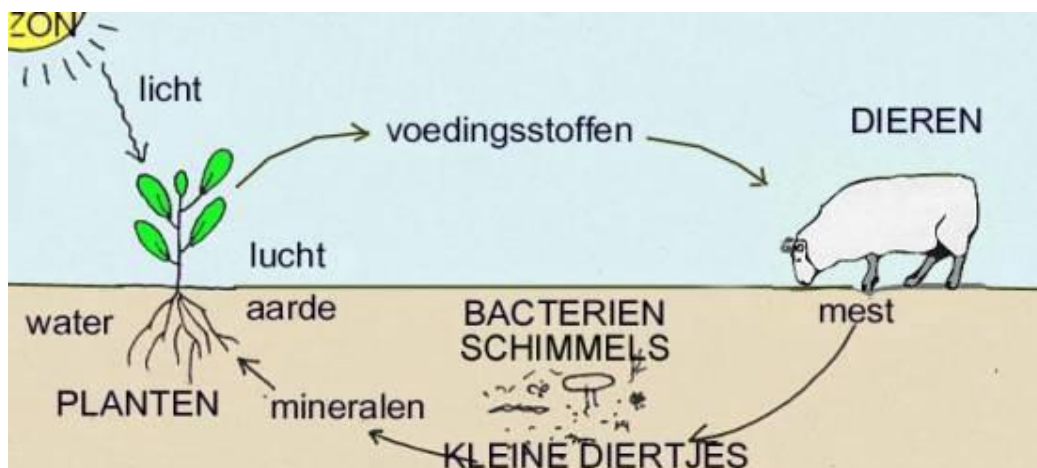 ZON
licht
voedingsstoffen
DIEREN
lucht
water
aarde
BACTERIEN
SCHIMMELS
mest
PLANTEN
mineralen
KLEINE DIERTJES